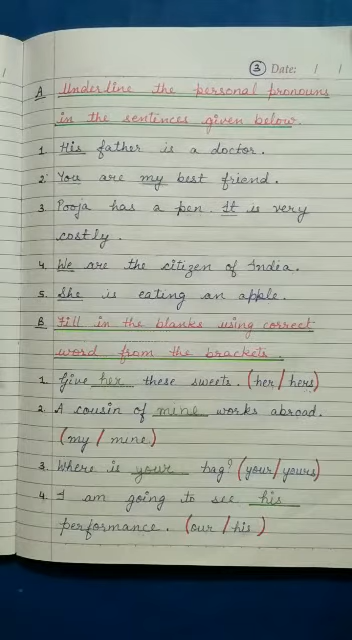 3 Date: / /
A Underline the personal pronouns
in the sentences given below.
1. His father is a doctor.
2. You are my best friend.
3. Pooja has a pen. It is very
costly.
4. We are the citizen of India.
5. She is eating an apple.
B. Fill in the blanks using correct
word from the brackets.
1. Give her these sweets. (her/hers)
2. A cousin of mine works abroad.
(my / mine)
3. Where is your bag? (your/yours)
4. I am going to see his
performance. (our / his)